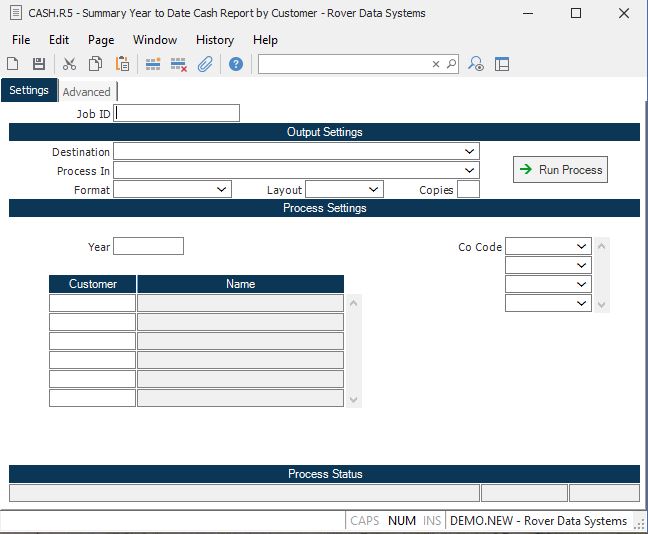 CASH.R5 - Summary Year to Date Cash Report by Customer - Rover Data Systems
File Edit Page Window History Help
Settings Advanced
Job ID
Output Settings
Destination
Process In
Run Process
Format Layout Copies
Process Settings
Year Co Code
Customer Name
Process Status
CAPS NUM INS DEMO.NEW - Rover Data Systems